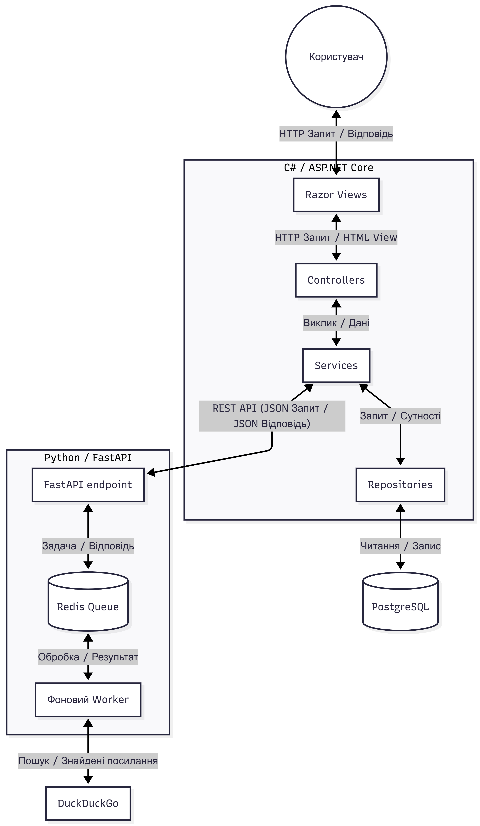 Користувач
HTTP Запит / Відповідь
C# / ASP.NET Core
Razor Views
HTTP Запит / HTML View
Controllers
Виклик / Дані
Services
REST API (JSON Запит /
JSON Відповідь)
Запит / Сутності
Python / FastAPI
FastAPI endpoint
Repositories
Задача / Відповідь
Читання / Запис
Redis Queue
PostgreSQL
Обробка / Результат
Фоновий Worker
Пошук / Знайдені посилання
DuckDuckGo